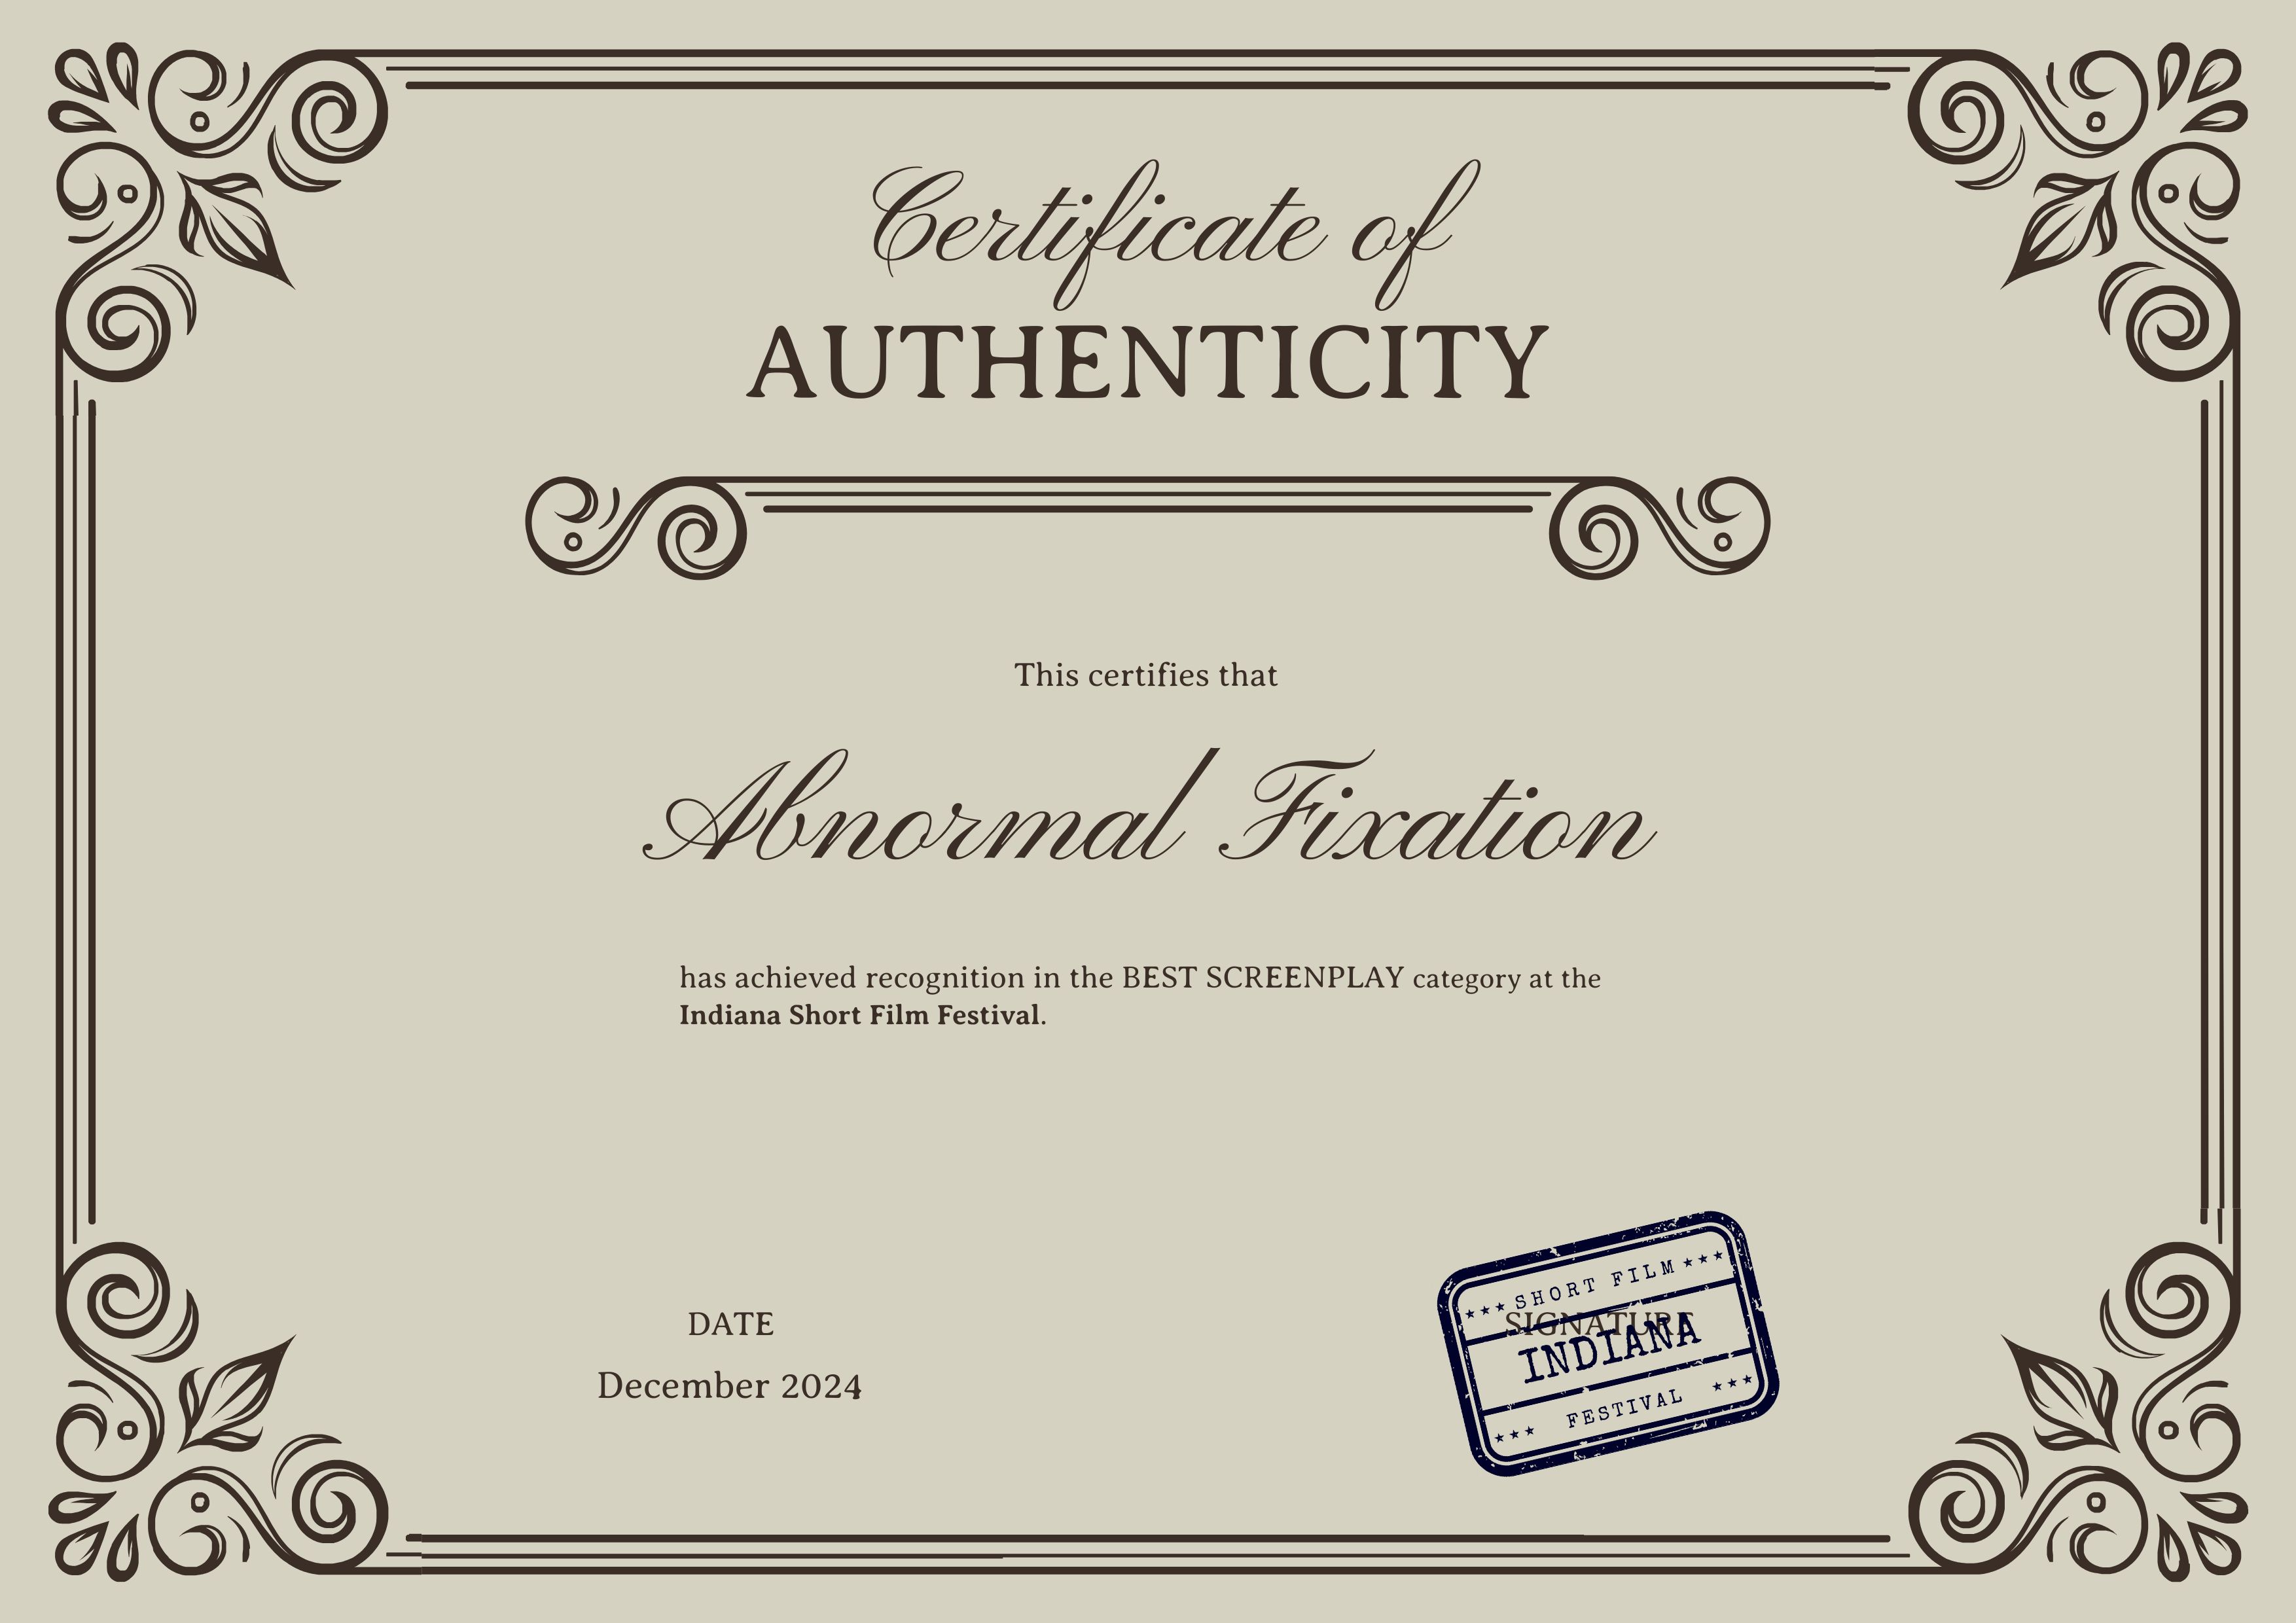 Certificate of
AUTHENTICITY
This certifies that
Abnormal Fixation
has achieved recognition in the BEST SCREENPLAY category at the
Indiana Short Film Festival.
DATE
December 2024
SIGNATURE
★★★ SHORT FILM ★★★
INDIANA
★★★ FESTIVAL ★★★